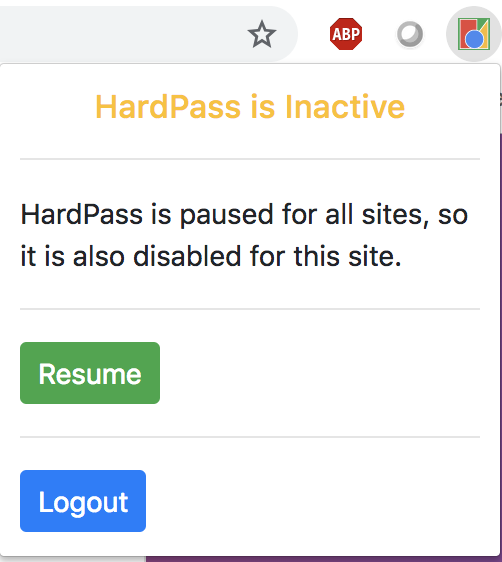 ABP
HardPass is Inactive
HardPass is paused for all sites, so
it is also disabled for this site.
Resume
Logout